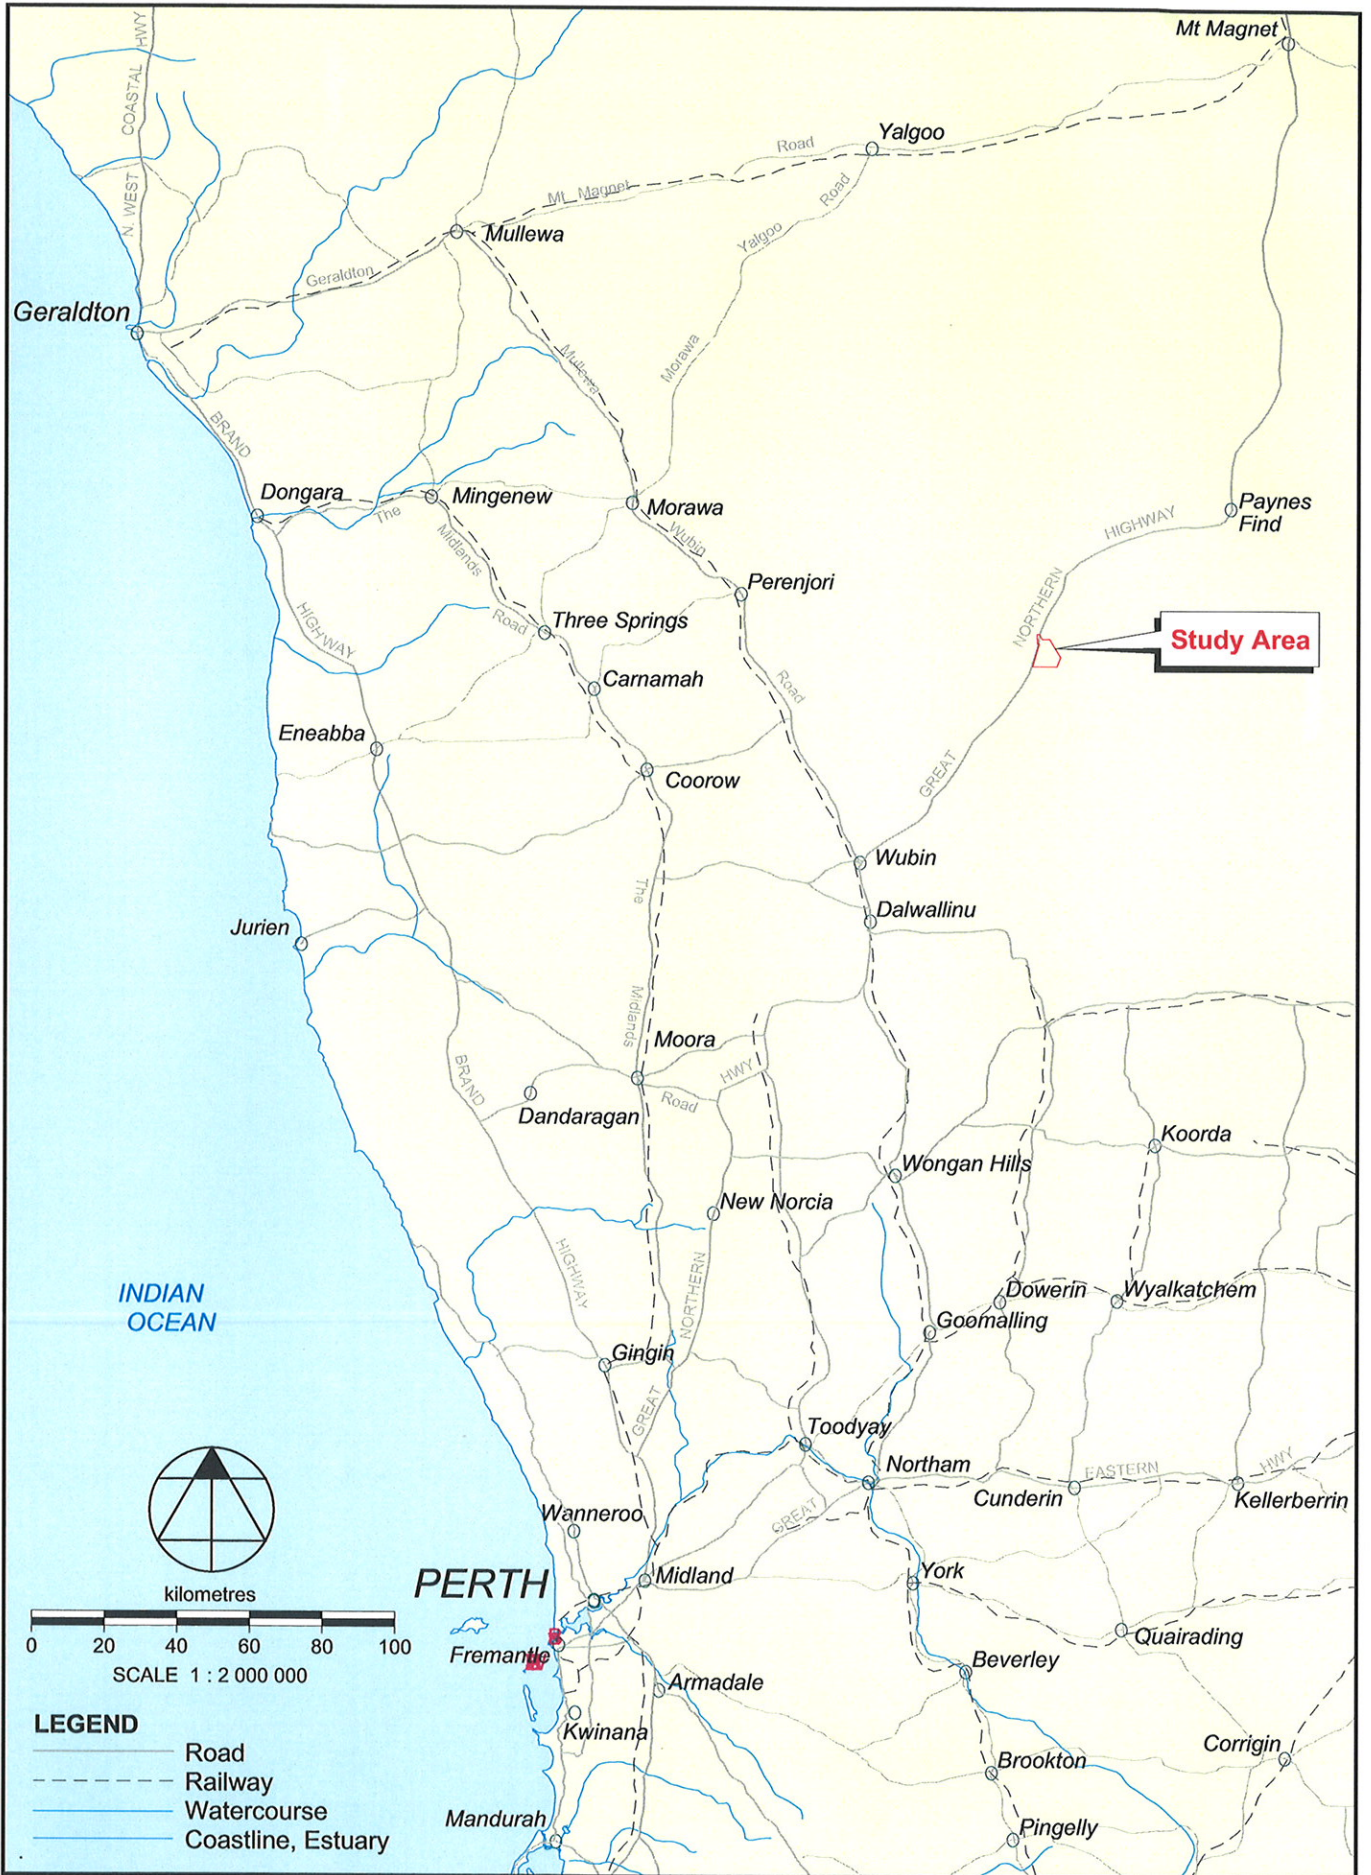 Mt Magnet
N. WEST COASTAL HWY
Road
Yalgoo
Mt. Magnet
Road
Yalgoo
Mullewa
Geraldton
Geraldton
Mullewa
Morawa
BRAND
Dongara
The
Mingenew
Morawa
Paynes
Find
HIGHWAY
Midlands
Wubin
Perenjori
NORTHERN
HIGHWAY
Road
Three Springs
Study Area
Carnamah
Road
Eneabba
Coorow
GREAT
Wubin
The
Dalwallinu
Jurien
Midlands
Moora
HWY
BRAND
Road
Dandaragan
Koorda
Wongan Hills
New Norcia
HIGHWAY
NORTHERN
INDIAN
OCEAN
Dowerin
Wyalkatchem
Goomalling
Gingin
GREAT
Toodyay
Northam
EASTERN
HWY
Cunderin
Kellerberrin
GREAT
Wanneroo
PERTH
Midland
York
kilometres
0 20 40 60 80 100
SCALE 1 : 2 000 000
Fremantle
Quairading
Beverley
Armadale
Kwinana
LEGEND
Road
Railway
Watercourse
Coastline, Estuary
Corrigin
Brookton
Mandurah
Pingelly